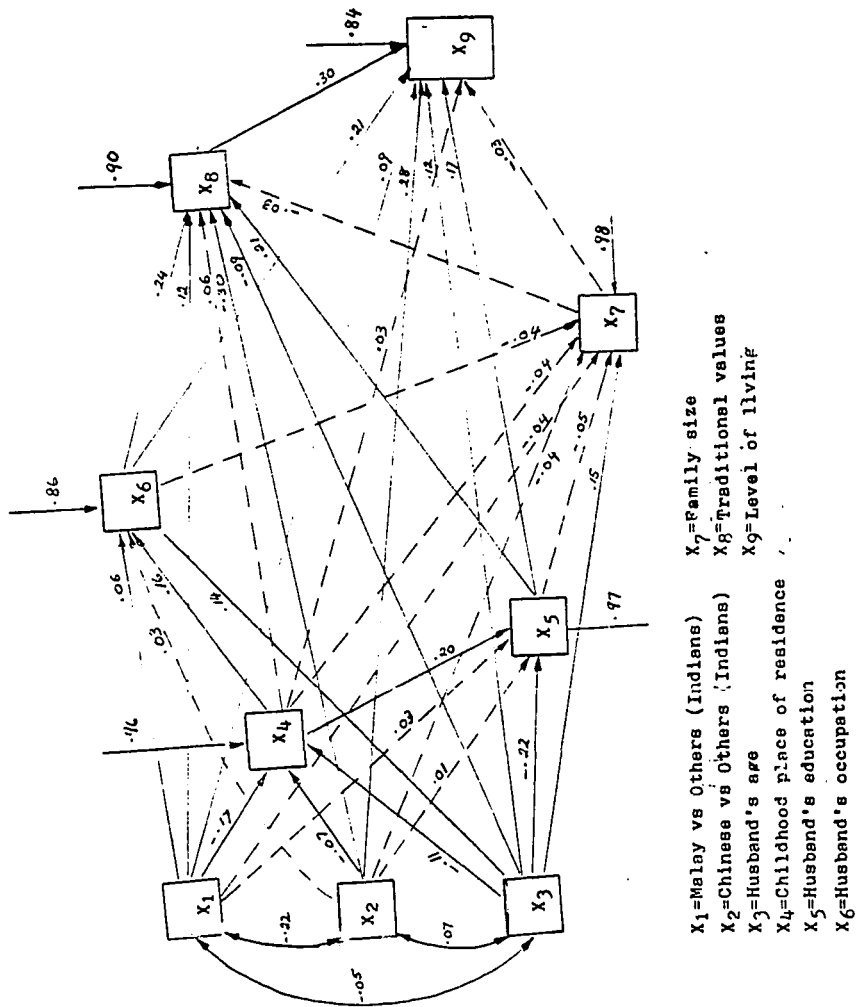 .84
X9
.30
.90
X8
.21
.09
.28
.12
.17
.03
-.03
.98
X7
.24
.12
.06
-.30
-.09
.21
.03
-.04
-.04
-.04
-.04
-.05
.15
.86
X6
.06
.03
.16
.14
.20
X5
.97
.76
X4
.03
.01
-.22
-.17
-.07
-.11
X1
X2
X3
-.22
.07
-.05
X1=Malay vs Others (Indians)
X2=Chinese vs Others (Indians)
X3=Husband's age
X4=Childhood place of residence
X5=Husband's education
X6=Husband's occupation
X7=Family size
X8=Traditional values
X9=Level of living